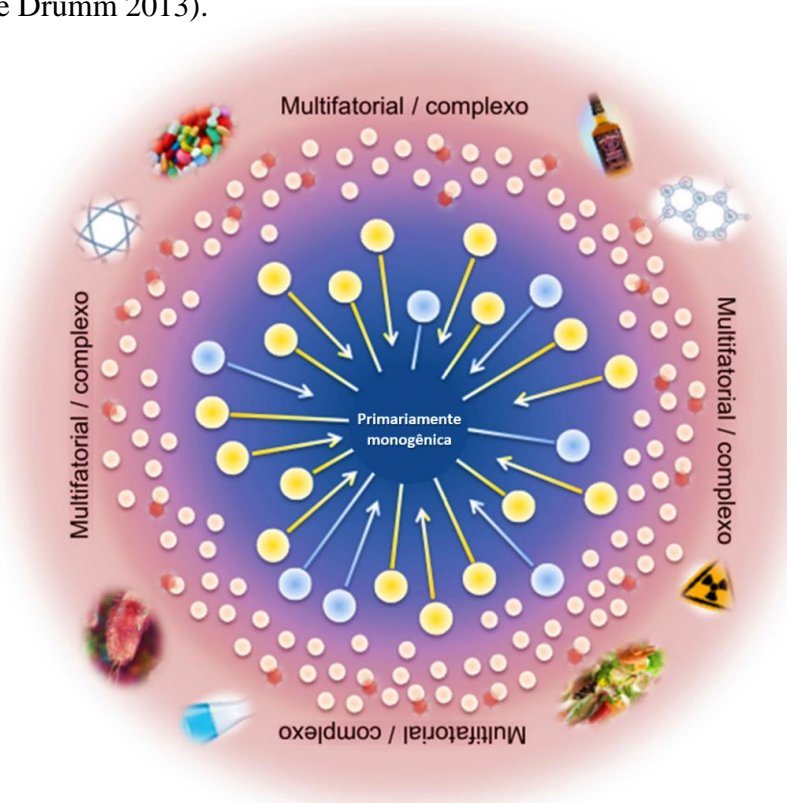 e Drumm 2013).
Multifatorial / complexo
Multifatorial / complexo
Multifatorial / complexo
Primariamente
monogênica
Multifatorial / complexo